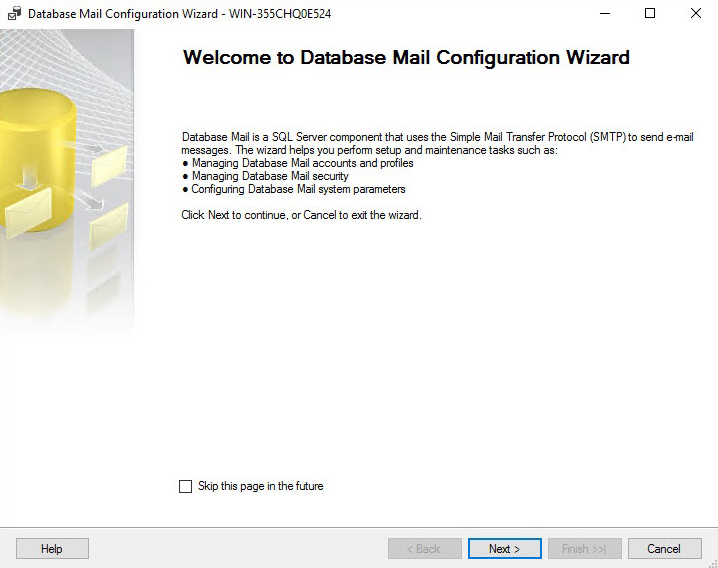 Database Mail Configuration Wizard - WIN-355CHQ0E524
Welcome to Database Mail Configuration Wizard
Database Mail is a SQL Server component that uses the Simple Mail Transfer Protocol (SMTP) to send e-mail
messages. The wizard helps you perform setup and maintenance tasks such as:
● Managing Database Mail accounts and profiles
● Managing Database Mail security
● Configuring Database Mail system parameters
Click Next to continue, or Cancel to exit the wizard.
Skip this page in the future
Help
< Back
Next >
Finish >>|
Cancel